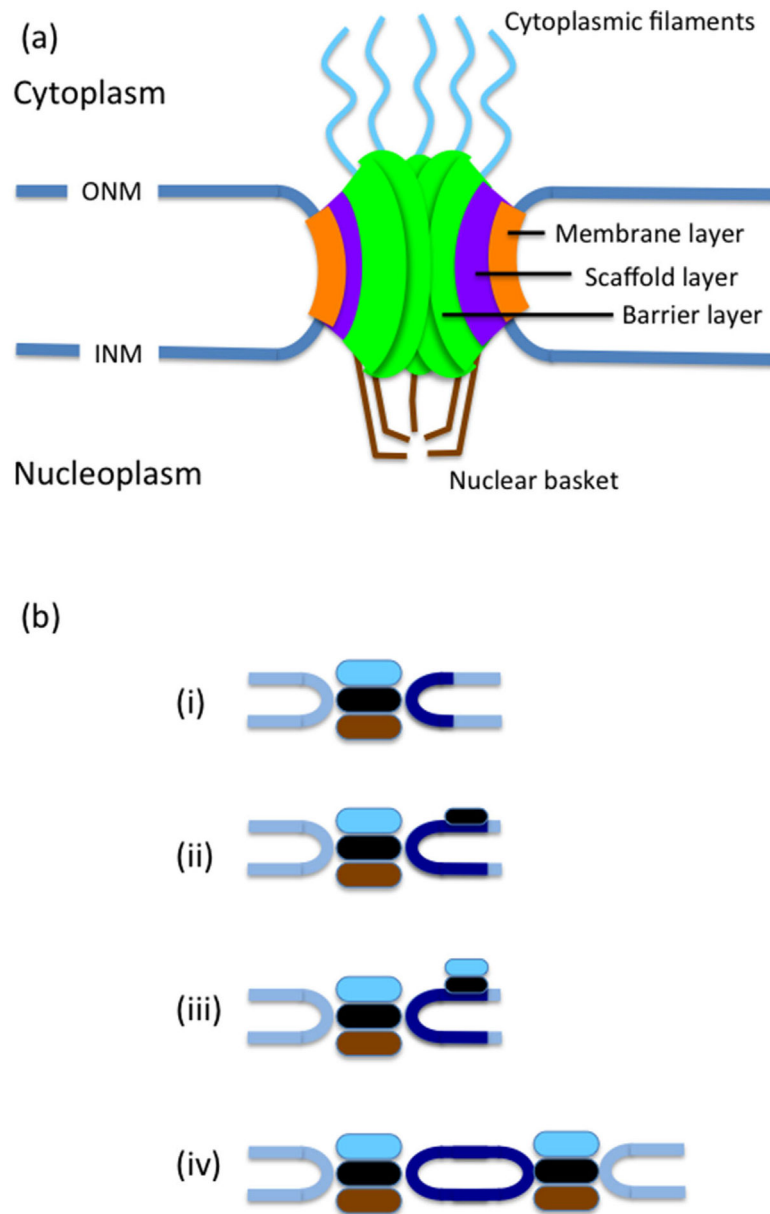 (a)
Cytoplasmic filaments
Cytoplasm
ONM
Membrane layer
Scaffold layer
Barrier layer
INM
Nucleoplasm
Nuclear basket
(b)
(i)
(ii)
(iii)
(iv)